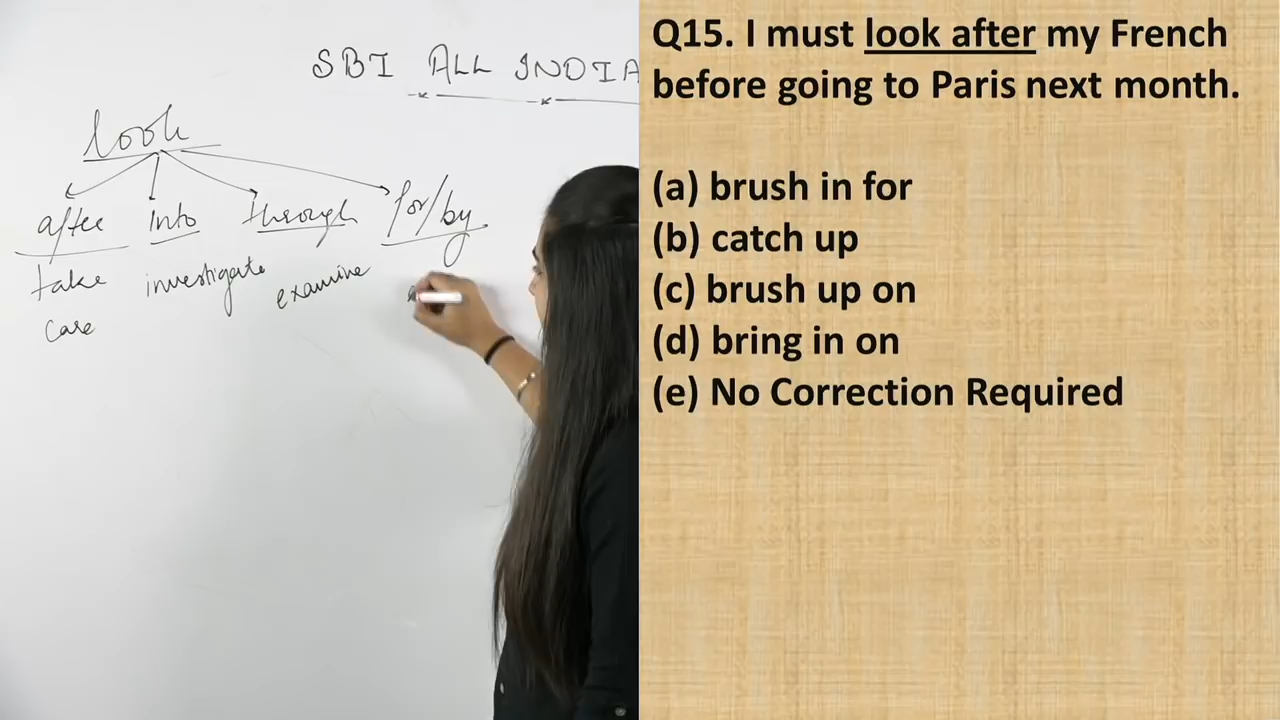 SBI ALL INDIA
look
after into through for/by
take investigate examine
care
Q15. I must look after my French
before going to Paris next month.
(a) brush in for
(b) catch up
(c) brush up on
(d) bring in on
(e) No Correction Required